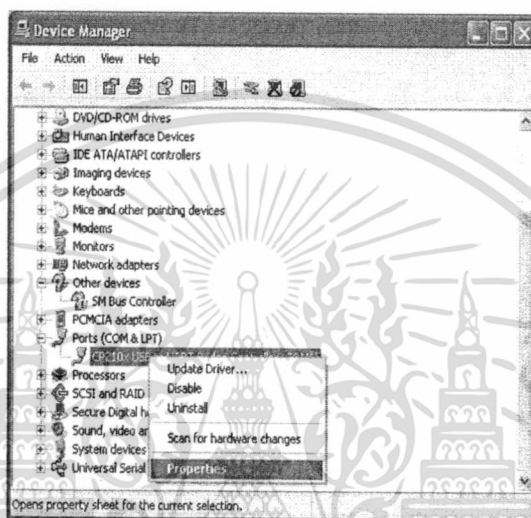 Device Manager
File Action View Help
DVD/CD-ROM drives
Human Interface Devices
IDE ATA/ATAPI controllers
Imaging devices
Keyboards
Mice and other pointing devices
Modems
Monitors
Network adapters
Other devices
SM Bus Controller
PCMCIA adapters
Ports (COM & LPT)
CP210x USB
Processors
SCSI and RAID
Secure Digital
Sound, video
System devices
Universal Serial
Update Driver...
Disable
Uninstall
Scan for hardware changes
Properties
Opens property sheet for the current selection.